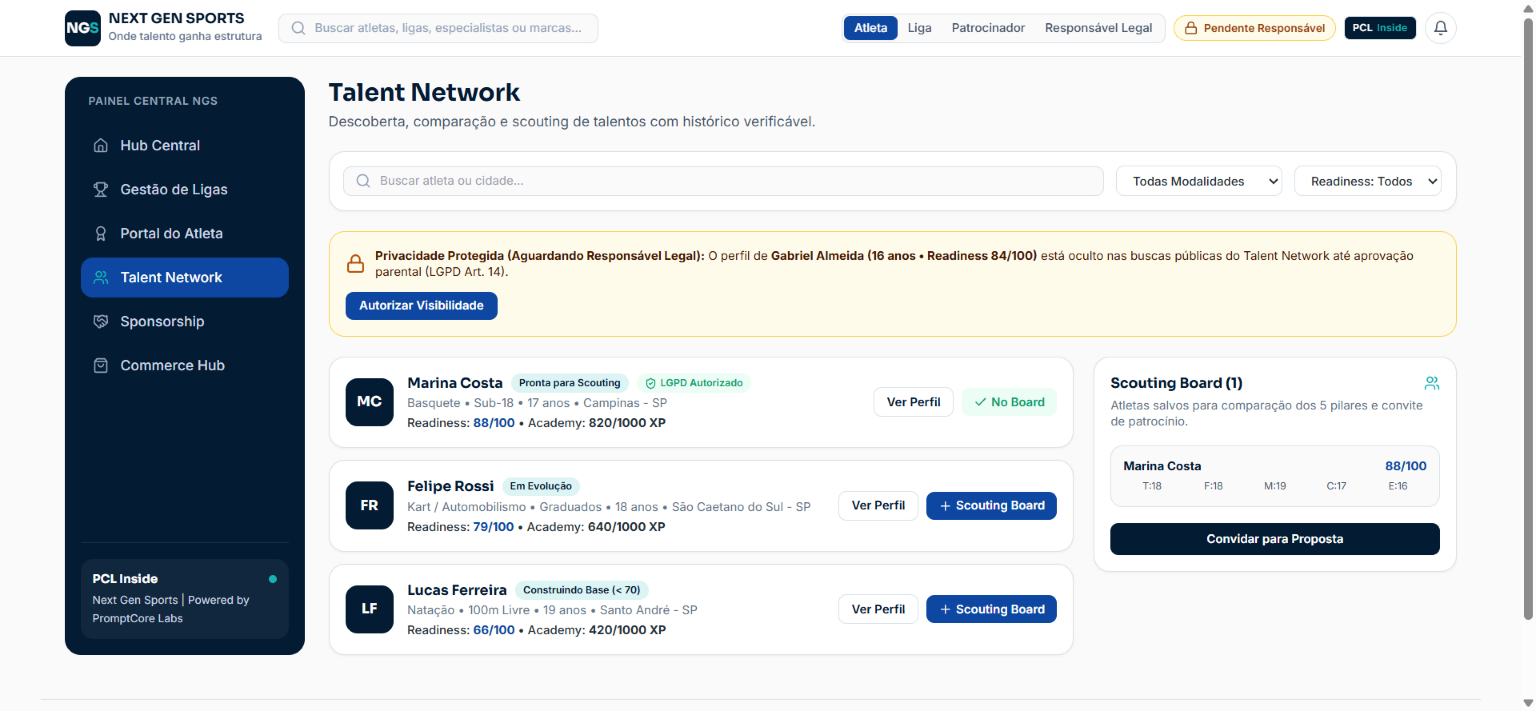 NGS
NEXT GEN SPORTS
Onde talento ganha estrutura
Buscar atletas, ligas, especialistas ou marcas...
Atleta
Liga
Patrocinador
Responsável Legal
Pendente Responsável
PCL Inside
PAINEL CENTRAL NGS
Hub Central
Gestão de Ligas
Portal do Atleta
Talent Network
Sponsorship
Commerce Hub
PCL Inside
Next Gen Sports | Powered by
PromptCore Labs
Talent Network
Descoberta, comparação e scouting de talentos com histórico verificável.
Buscar atleta ou cidade...
Todas Modalidades
Readiness: Todos
Privacidade Protegida (Aguardando Responsável Legal): O perfil de Gabriel Almeida (16 anos • Readiness 84/100) está oculto nas buscas públicas do Talent Network até aprovação
parental (LGPD Art. 14).
Autorizar Visibilidade
MC
Marina Costa
Pronta para Scouting
LGPD Autorizado
Basquete • Sub-18 • 17 anos • Campinas - SP
Readiness: 88/100 • Academy: 820/1000 XP
Ver Perfil
No Board
FR
Felipe Rossi
Em Evolução
Kart / Automobilismo • Graduados • 18 anos • São Caetano do Sul - SP
Readiness: 79/100 • Academy: 640/1000 XP
Ver Perfil
+ Scouting Board
LF
Lucas Ferreira
Construindo Base (< 70)
Natação • 100m Livre • 19 anos • Santo André - SP
Readiness: 66/100 • Academy: 420/1000 XP
Ver Perfil
+ Scouting Board
Scouting Board (1)
Atletas salvos para comparação dos 5 pilares e convite
de patrocínio.
Marina Costa
88/100
T:18
F:18
M:19
C:17
E:16
Convidar para Proposta